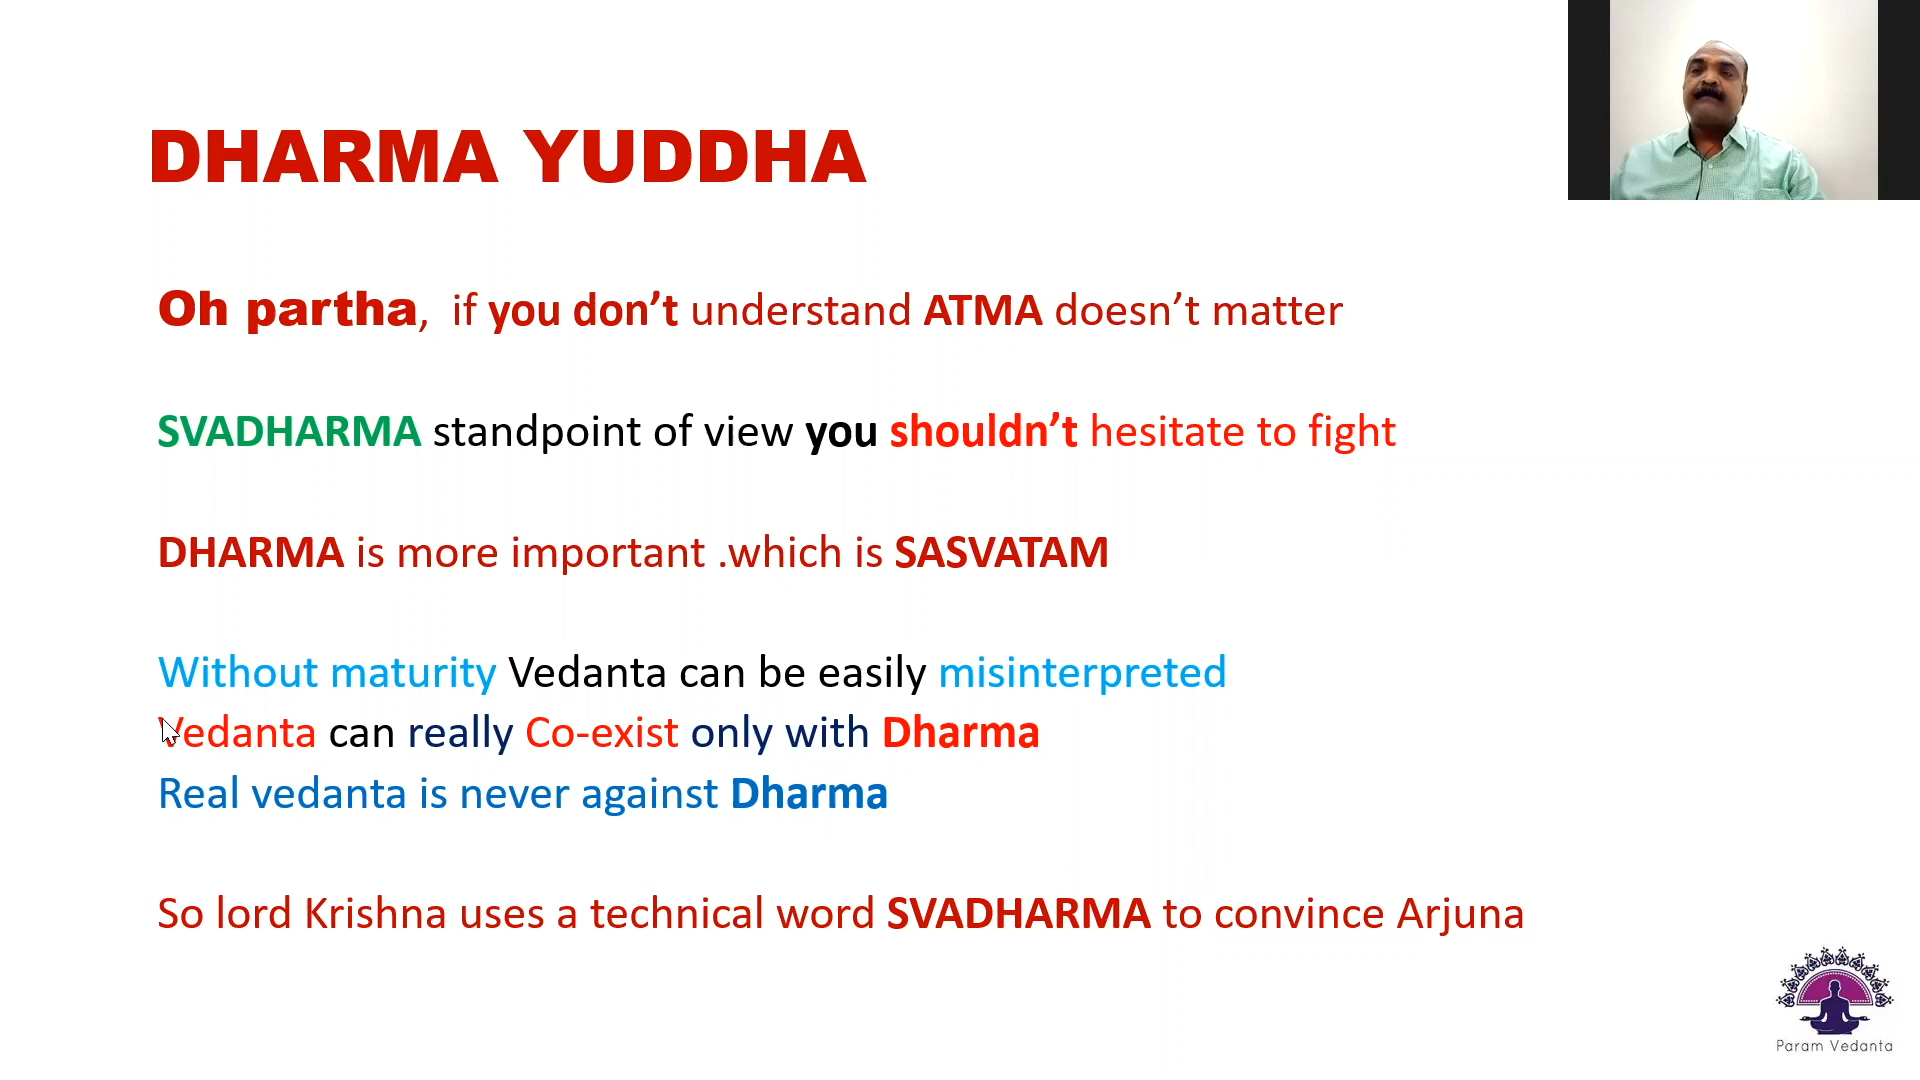 DHARMA YUDDHA
Oh partha, if you don’t understand ATMA doesn’t matter
SVADHARMA standpoint of view you shouldn’t hesitate to fight
DHARMA is more important .which is SASVATAM
Without maturity Vedanta can be easily misinterpreted
Vedanta can really Co-exist only with Dharma
Real vedanta is never against Dharma
So lord Krishna uses a technical word SVADHARMA to convince Arjuna
Param Vedanta